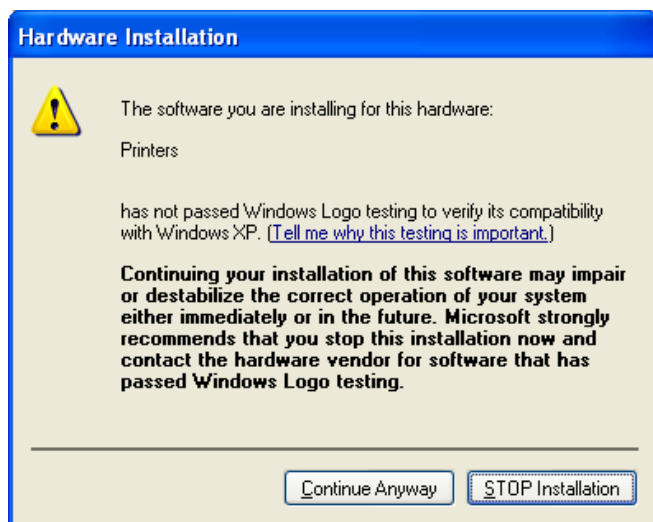 Hardware Installation
The software you are installing for this hardware:
Printers
has not passed Windows Logo testing to verify its compatibility
with Windows XP. (Tell me why this testing is important.)
Continuing your installation of this software may impair
or destabilize the correct operation of your system
either immediately or in the future. Microsoft strongly
recommends that you stop this installation now and
contact the hardware vendor for software that has
passed Windows Logo testing.
Continue Anyway
STOP Installation